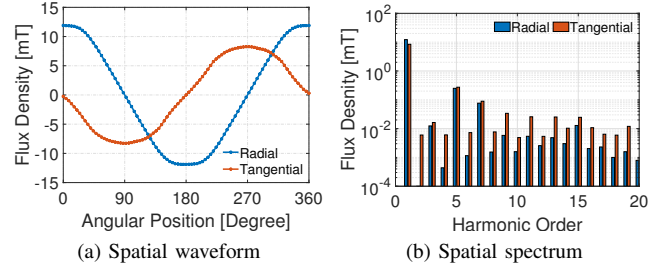 Flux Density [mT]
15
10
5
0
-5
-10
-15
Radial
Tangential
0 90 180 270 360
Angular Position [Degree]
(a) Spatial waveform
Flux Desnity [mT]
Radial Tangential
10^2
10^0
10^-2
10^-4
0 5 10 15 20
Harmonic Order
(b) Spatial spectrum